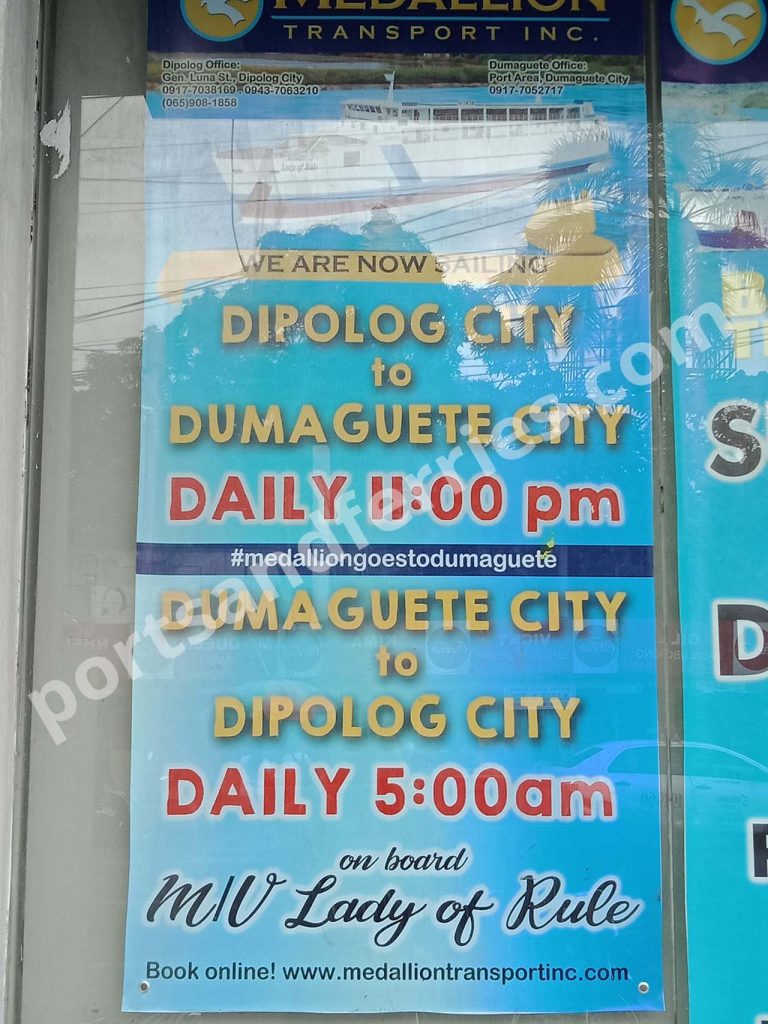 MEDALLION
TRANSPORT INC.
Dipolog Office:
Gen. Luna St., Dipolog City
0917-7038169, 0943-7063210
(065)908-1858
Dumaguete Office:
Port Area, Dumaguete City
0917-7052717
Lady of Rule
WE ARE NOW SAILING
DIPOLOG CITY
to
DUMAGUETE CITY
DAILY 11:00 pm
#medalliongoestodumaguete
DUMAGUETE CITY
to
DIPOLOG CITY
DAILY 5:00am
on board
M/V Lady of Rule
Book online! www.medalliontransportinc.com
portsandferries.com